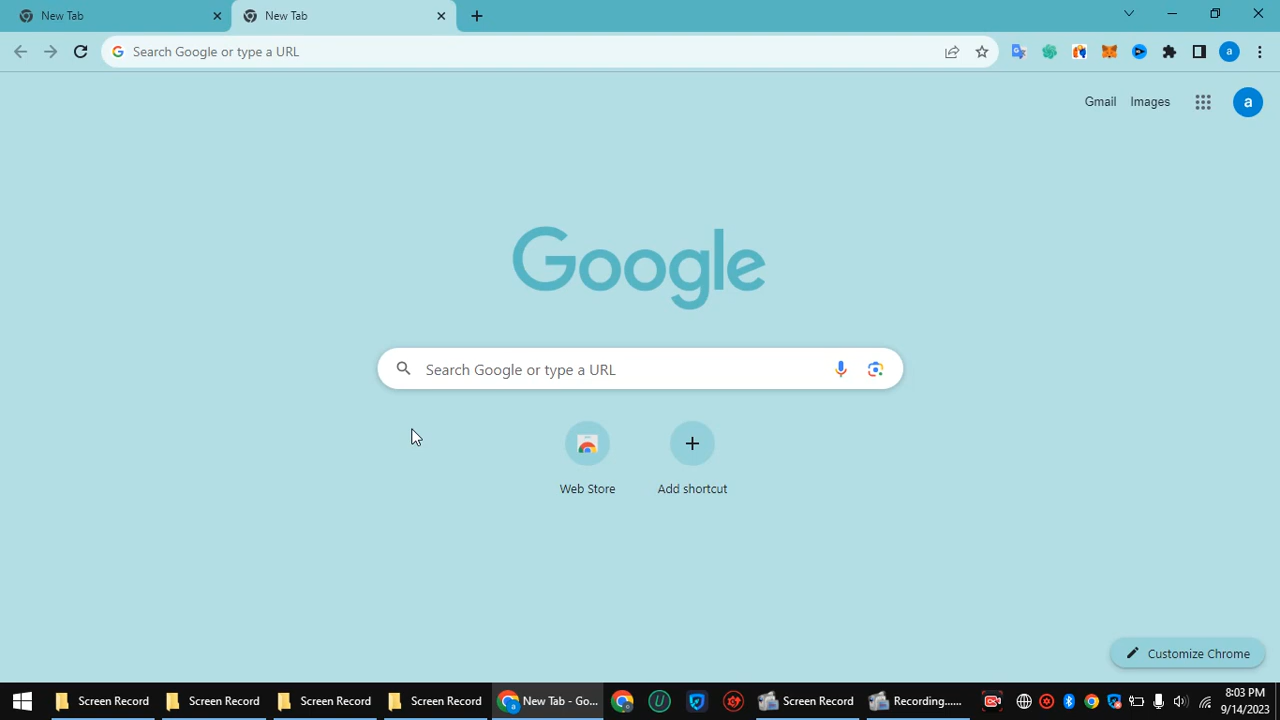 New Tab
New Tab
Search Google or type a URL
a
Gmail
Images
a
Google
Search Google or type a URL
Web Store
Add shortcut
Customize Chrome
Screen Record
Screen Record
Screen Record
Screen Record
New Tab - Go...
Screen Record
Recording......
8:03 PM
9/14/2023